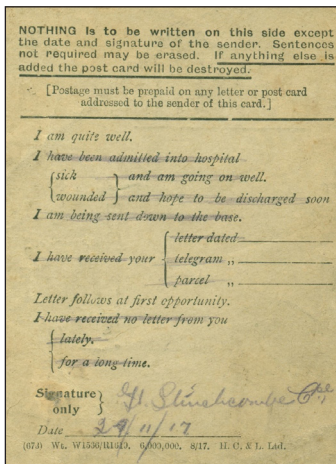 NOTHING is to be written on this side except
the date and signature of the sender. Sentences
not required may be erased. If anything else is
added the post card will be destroyed.
[Postage must be prepaid on any letter or post card
addressed to the sender of this card.]
I am quite well.
I have been admitted into hospital
sick and am going on well.
wounded and hope to be discharged soon
I am being sent down to the base.
letter dated
I have received your telegram ,,
parcel ,,
Letter follows at first opportunity.
I have received no letter from you
lately.
for a long time.
Signature only Stinchcombe
Date 29/11/17
Wt. W1566/R1619. 6,000,000. 8/17. H. C. & L. Ltd.